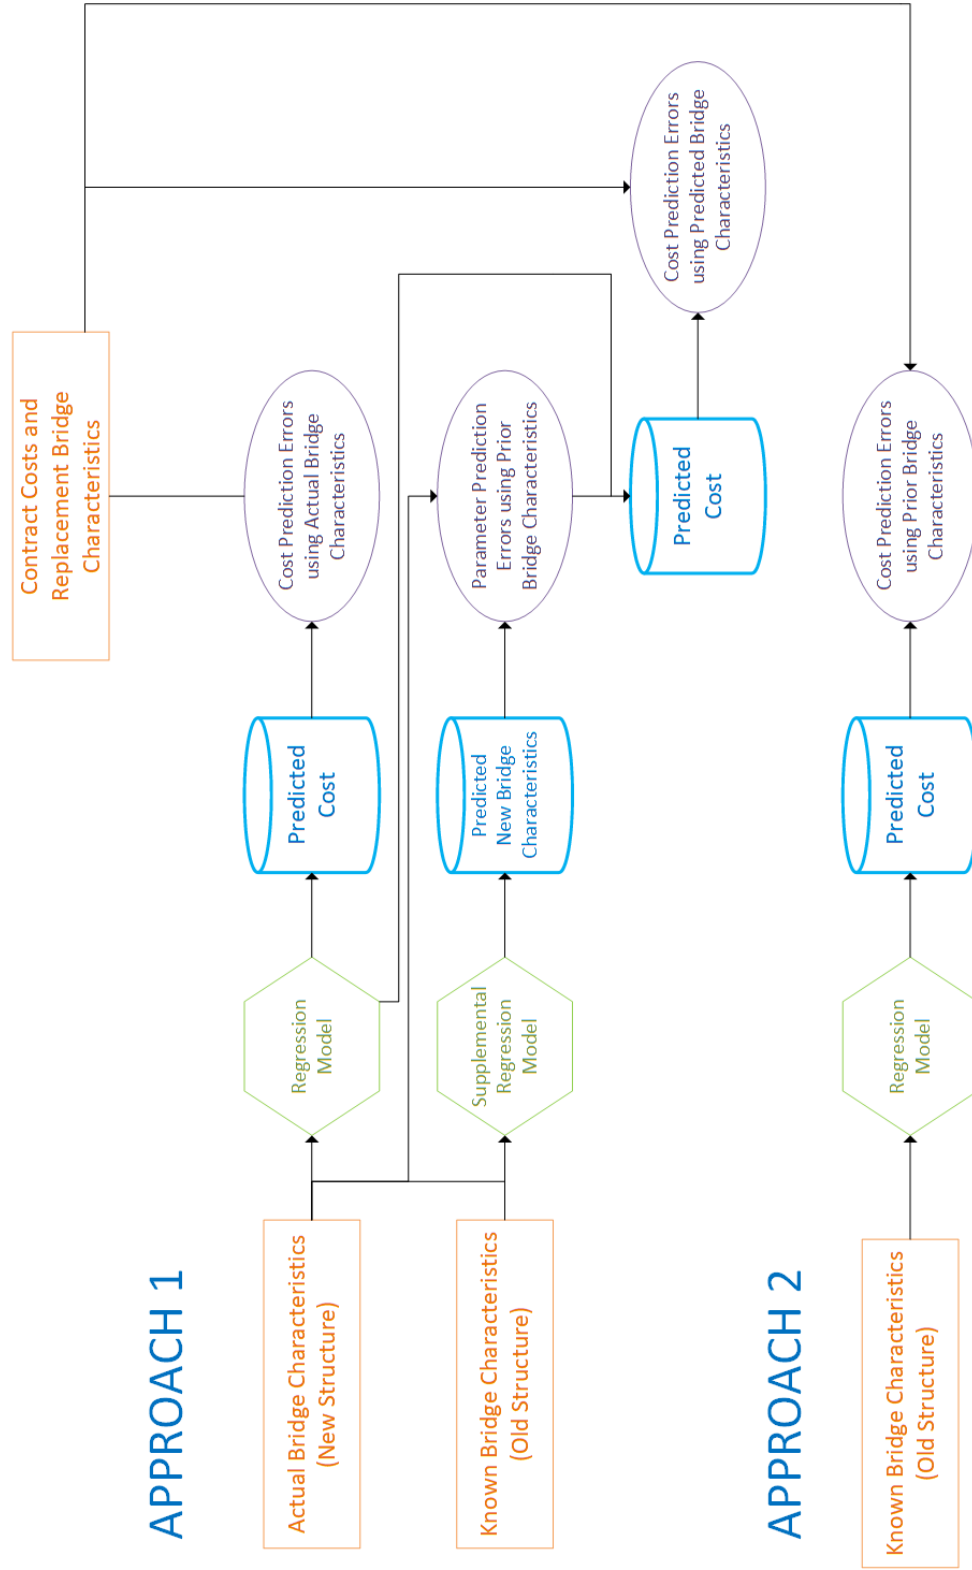 Contract Costs and
Replacement Bridge
Characteristics
APPROACH 1
Actual Bridge Characteristics
(New Structure)
Regression
Model
Predicted
Cost
Cost Prediction Errors
using Actual Bridge
Characteristics
Known Bridge Characteristics
(Old Structure)
Supplemental
Regression
Model
Predicted
New Bridge
Characteristics
Parameter Prediction
Errors using Prior
Bridge Characteristics
Predicted
Cost
Cost Prediction Errors
using Predicted Bridge
Characteristics
APPROACH 2
Known Bridge Characteristics
(Old Structure)
Regression
Model
Predicted
Cost
Cost Prediction Errors
using Prior Bridge
Characteristics